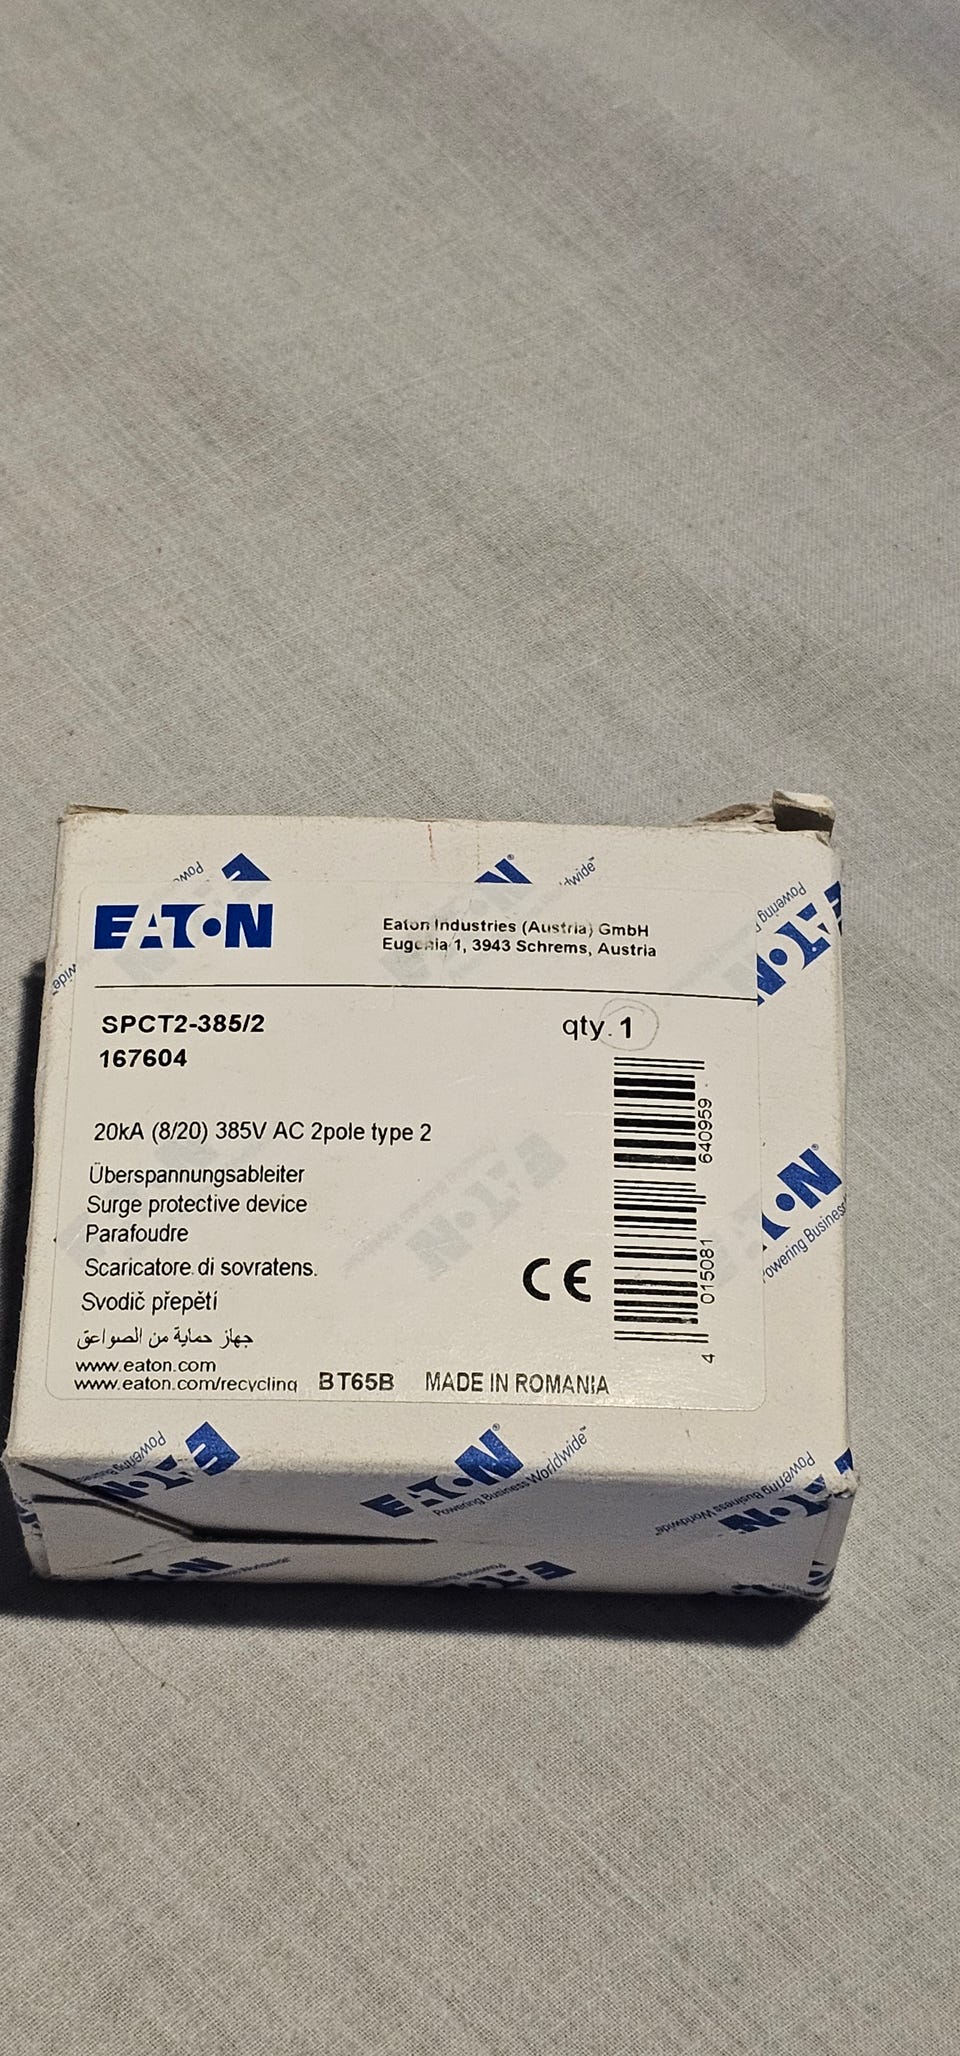 EATON
Eaton Industries (Austria) GmbH
Eugenia 1, 3943 Schrems, Austria
SPCT2-385/2
167604
qty. 1
20kA (8/20) 385V AC 2pole type 2
Überspannungsableiter
Surge protective device
Parafoudre
Scaricatore di sovratens.
Svodič přepětí
جهاز حماية من الصواعق
www.eaton.com
www.eaton.com/recycling BT65B MADE IN ROMANIA
CE
4 015081 640959
EATON
Powering Business Worldwide